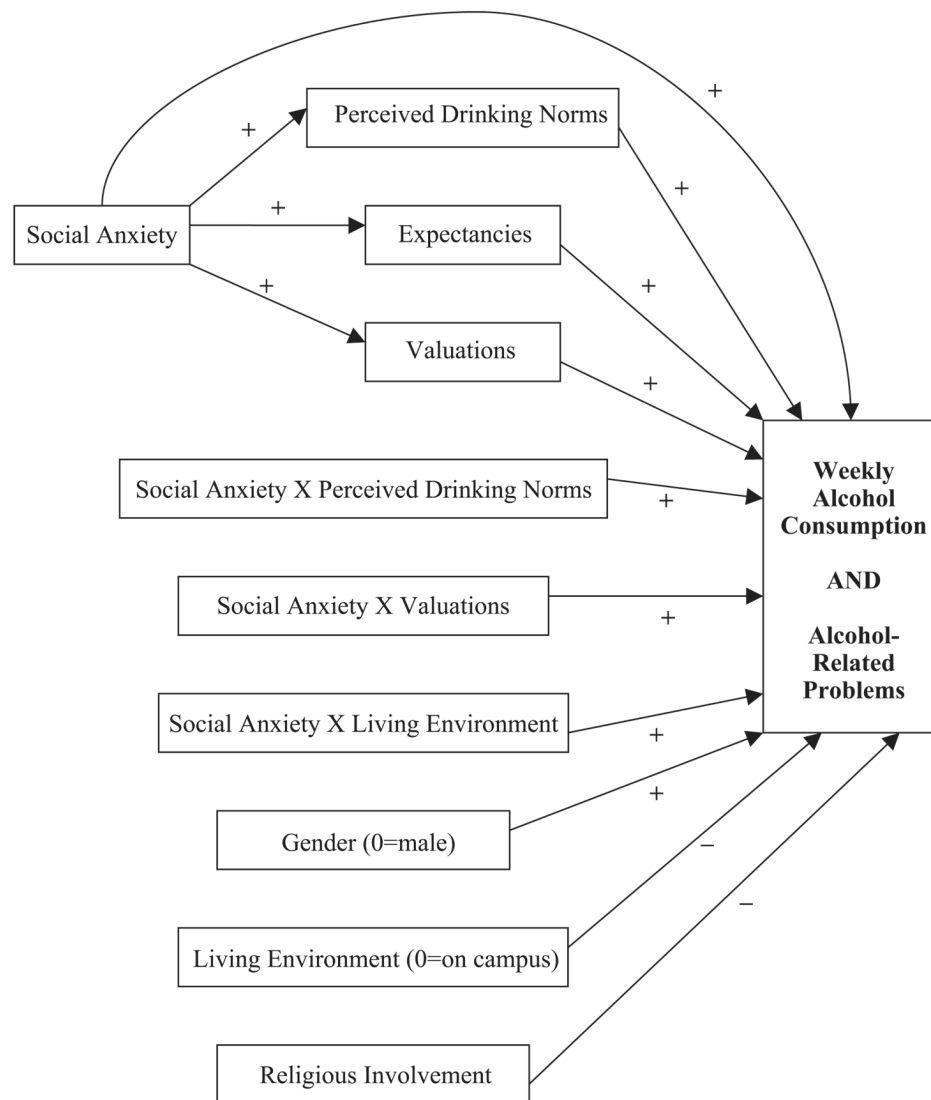 +
Perceived Drinking Norms
+
+
Social Anxiety
+
Expectancies
+
+
Valuations
+
Weekly
Alcohol
Consumption
AND
Alcohol-
Related
Problems
Social Anxiety X Perceived Drinking Norms
+
Social Anxiety X Valuations
+
Social Anxiety X Living Environment
+
Gender (0=male)
+
Living Environment (0=on campus)
–
Religious Involvement
–